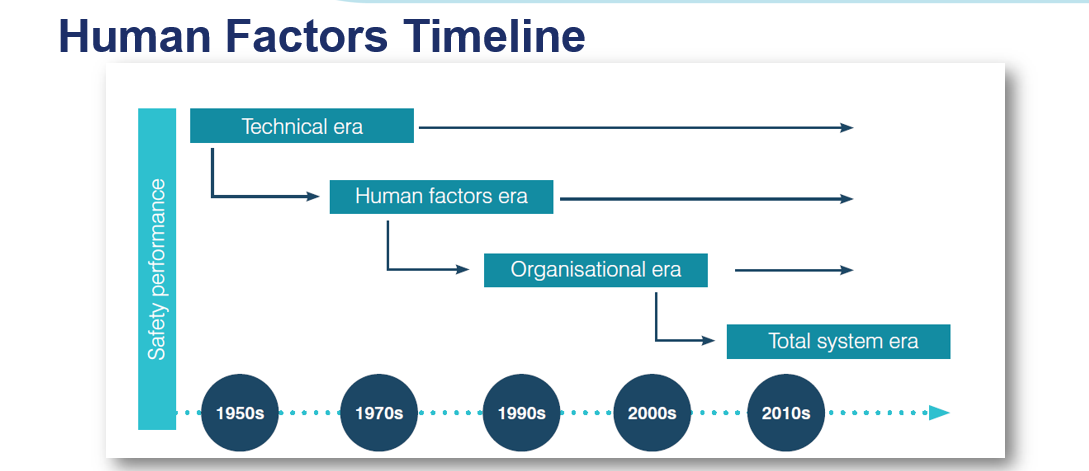 Human Factors Timeline
Safety performance
Technical era
Human factors era
Organisational era
Total system era
1950s
1970s
1990s
2000s
2010s